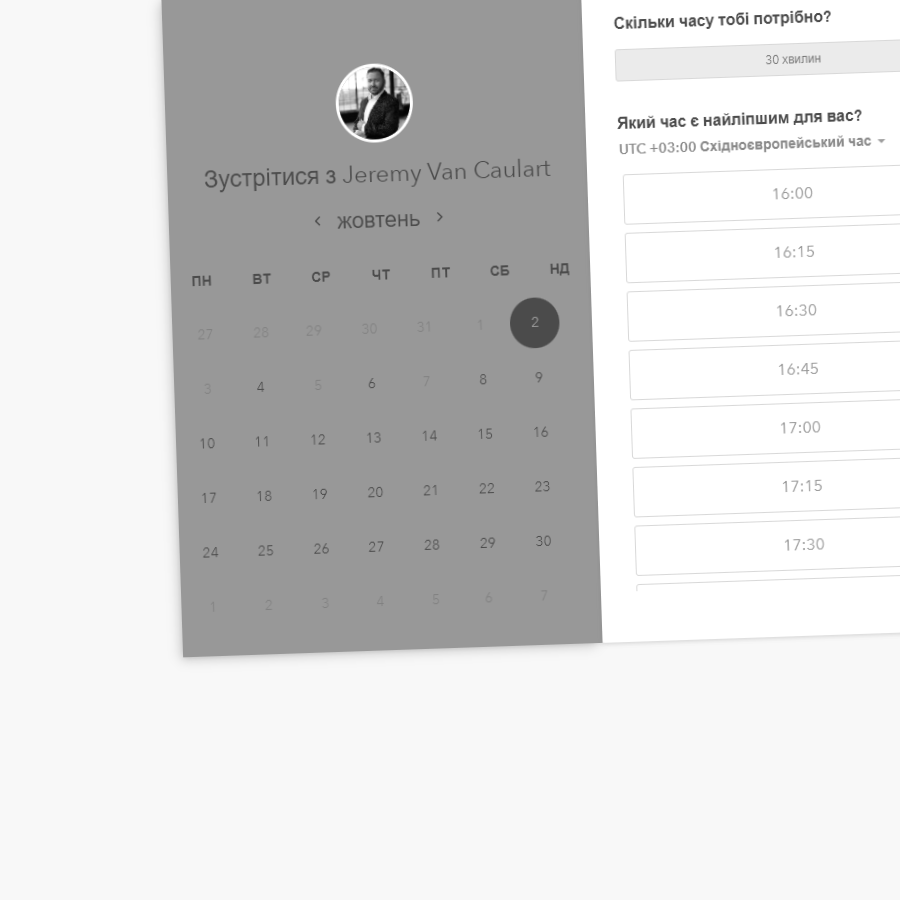 Зустрітися з Jeremy Van Caulart
жовтень
ПН ВТ СР ЧТ ПТ СБ НД
27 28 29 30 31 1 2
3 4 5 6 7 8 9
10 11 12 13 14 15 16
17 18 19 20 21 22 23
24 25 26 27 28 29 30
1 2 3 4 5 6 7
Скільки часу тобі потрібно?
30 хвилин
Який час є найліпшим для вас?
UTC +03:00 Східноєвропейський час
16:00
16:15
16:30
16:45
17:00
17:15
17:30